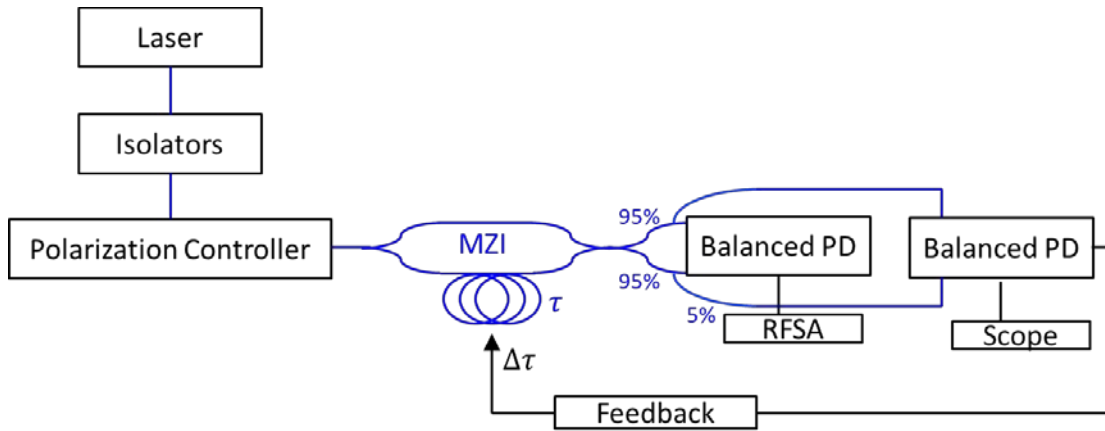 Laser
Isolators
Polarization Controller
MZI
τ
Δτ
95%
95%
5%
Balanced PD
Balanced PD
RFSA
Scope
Feedback